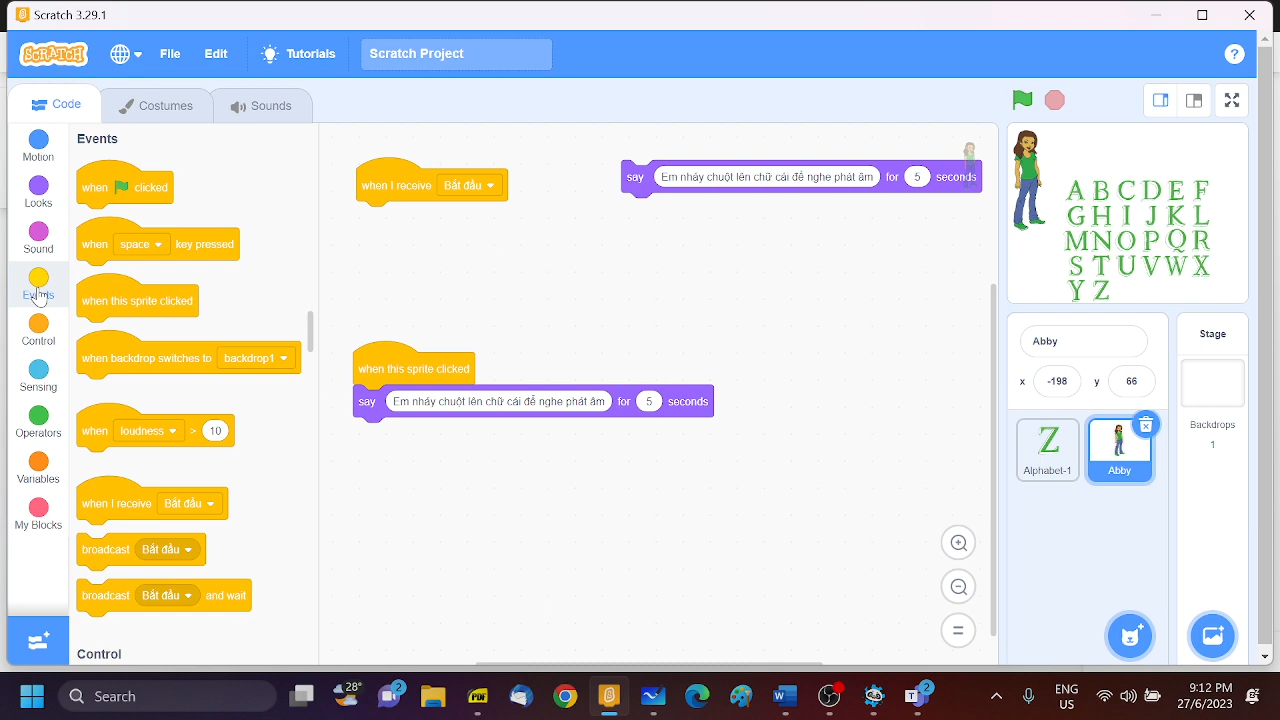 Scratch 3.29.1
SCRATCH
File
Edit
Tutorials
Scratch Project
?
Code
Costumes
Sounds
Motion
Looks
Sound
Events
Control
Sensing
Operators
Variables
My Blocks
Events
when clicked
when space key pressed
when this sprite clicked
when backdrop switches to backdrop1
when loudness > 10
when I receive Bắt đầu
broadcast Bắt đầu
broadcast Bắt đầu and wait
Control
when I receive Bắt đầu
say Em nháy chuột lên chữ cái để nghe phát âm for 5 seconds
when this sprite clicked
say Em nháy chuột lên chữ cái để nghe phát âm for 5 seconds
A B C D E F
G H I J K L
M N O P Q R
S T U V W X
Y Z
Abby
x -198 y 66
Z
Alphabet-1
Abby
Stage
Backdrops
1
Search
28°
2
PDF
2
ENG
US
9:12 PM
27/6/2023